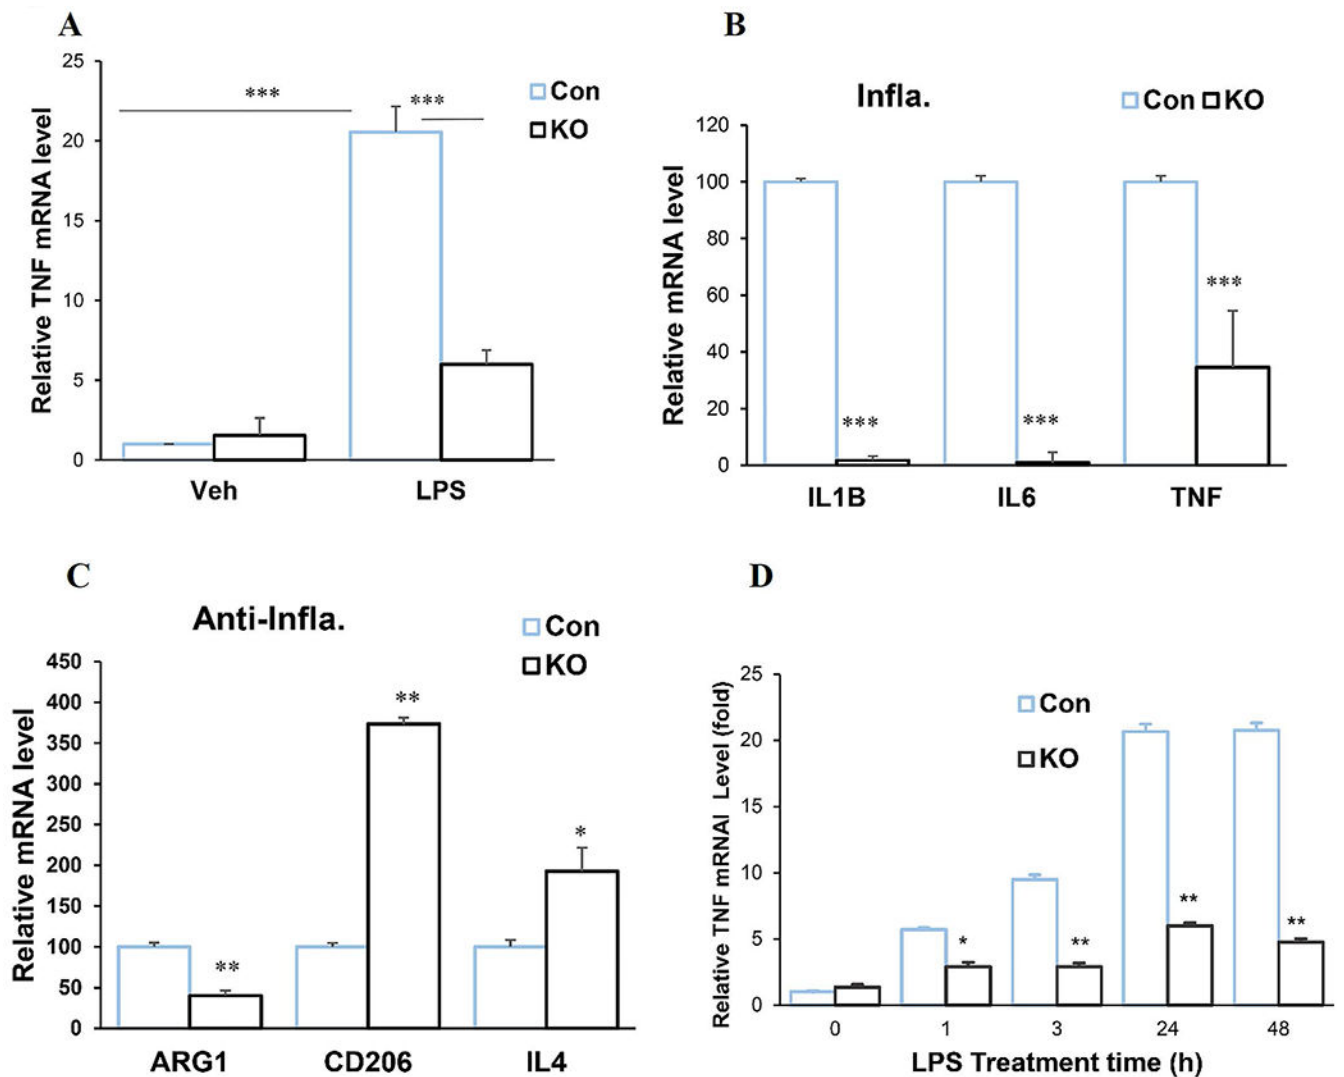 A
Relative TNF mRNA level
25
20
15
10
5
0
***
***
Con
KO
Veh LPS
B
Infla.
Con KO
Relative mRNA level
120
100
80
60
40
20
0
***
***
***
IL1B IL6 TNF
C
Anti-Infla.
Con
KO
Relative mRNA level
450
400
350
300
250
200
150
100
50
0
**
**
*
ARG1 CD206 IL4
D
Relative TNF mRNAl Level (fold)
25
20
15
10
5
0
Con
KO
*
**
**
**
0 1 3 24 48
LPS Treatment time (h)